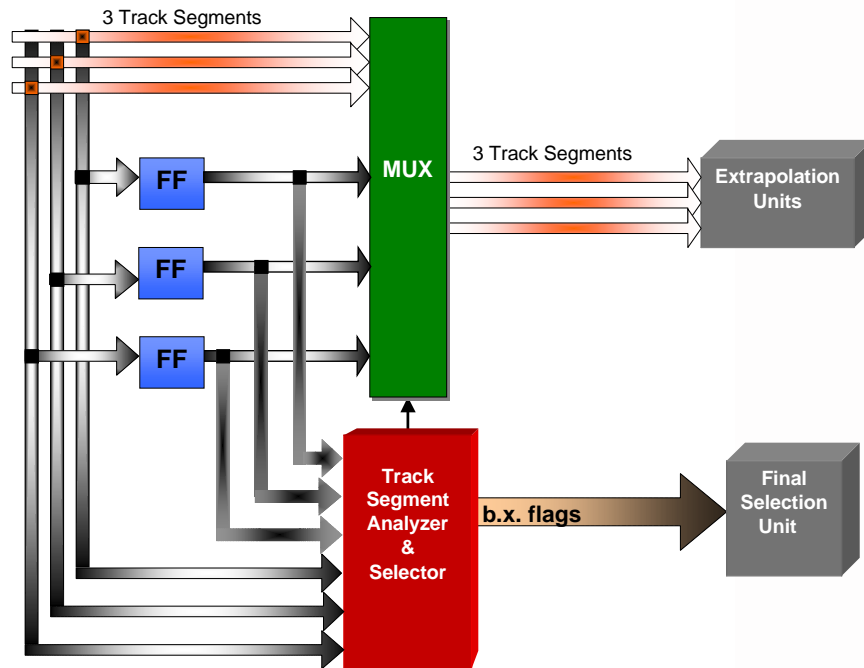 3 Track Segments
MUX
3 Track Segments
Extrapolation
Units
FF
FF
FF
Track
Segment
Analyzer
&
Selector
b.x. flags
Final
Selection
Unit